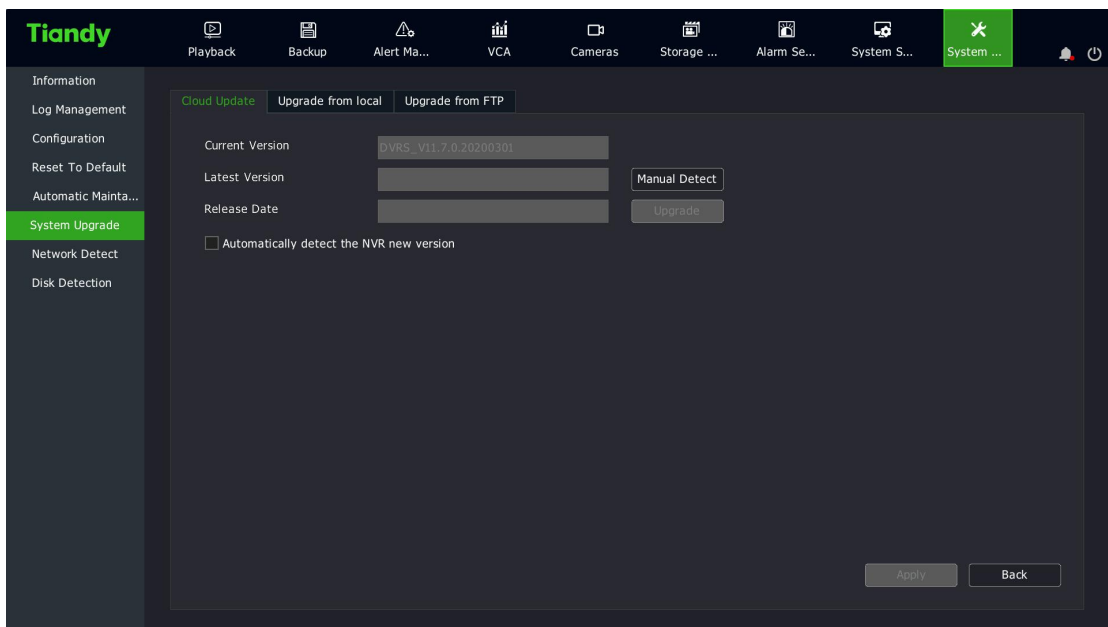 Tiandy
Playback
Backup
Alert Ma...
VCA
Cameras
Storage ...
Alarm Se...
System S...
System ...
Information
Log Management
Configuration
Reset To Default
Automatic Mainta...
System Upgrade
Network Detect
Disk Detection
Cloud Update
Upgrade from local
Upgrade from FTP
Current Version
DVRS_V11.7.0.20200301
Latest Version
Manual Detect
Release Date
Upgrade
Automatically detect the NVR new version
Apply
Back